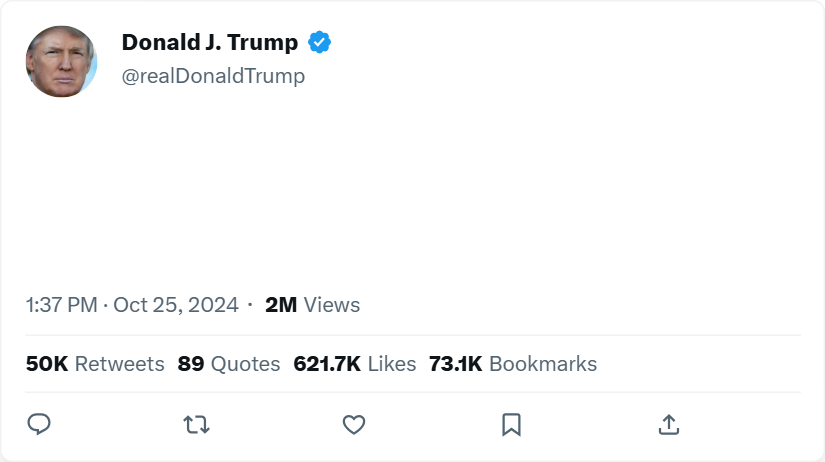 Donald J. Trump
@realDonaldTrump
1:37 PM · Oct 25, 2024 · 2M Views
50K Retweets 89 Quotes 621.7K Likes 73.1K Bookmarks